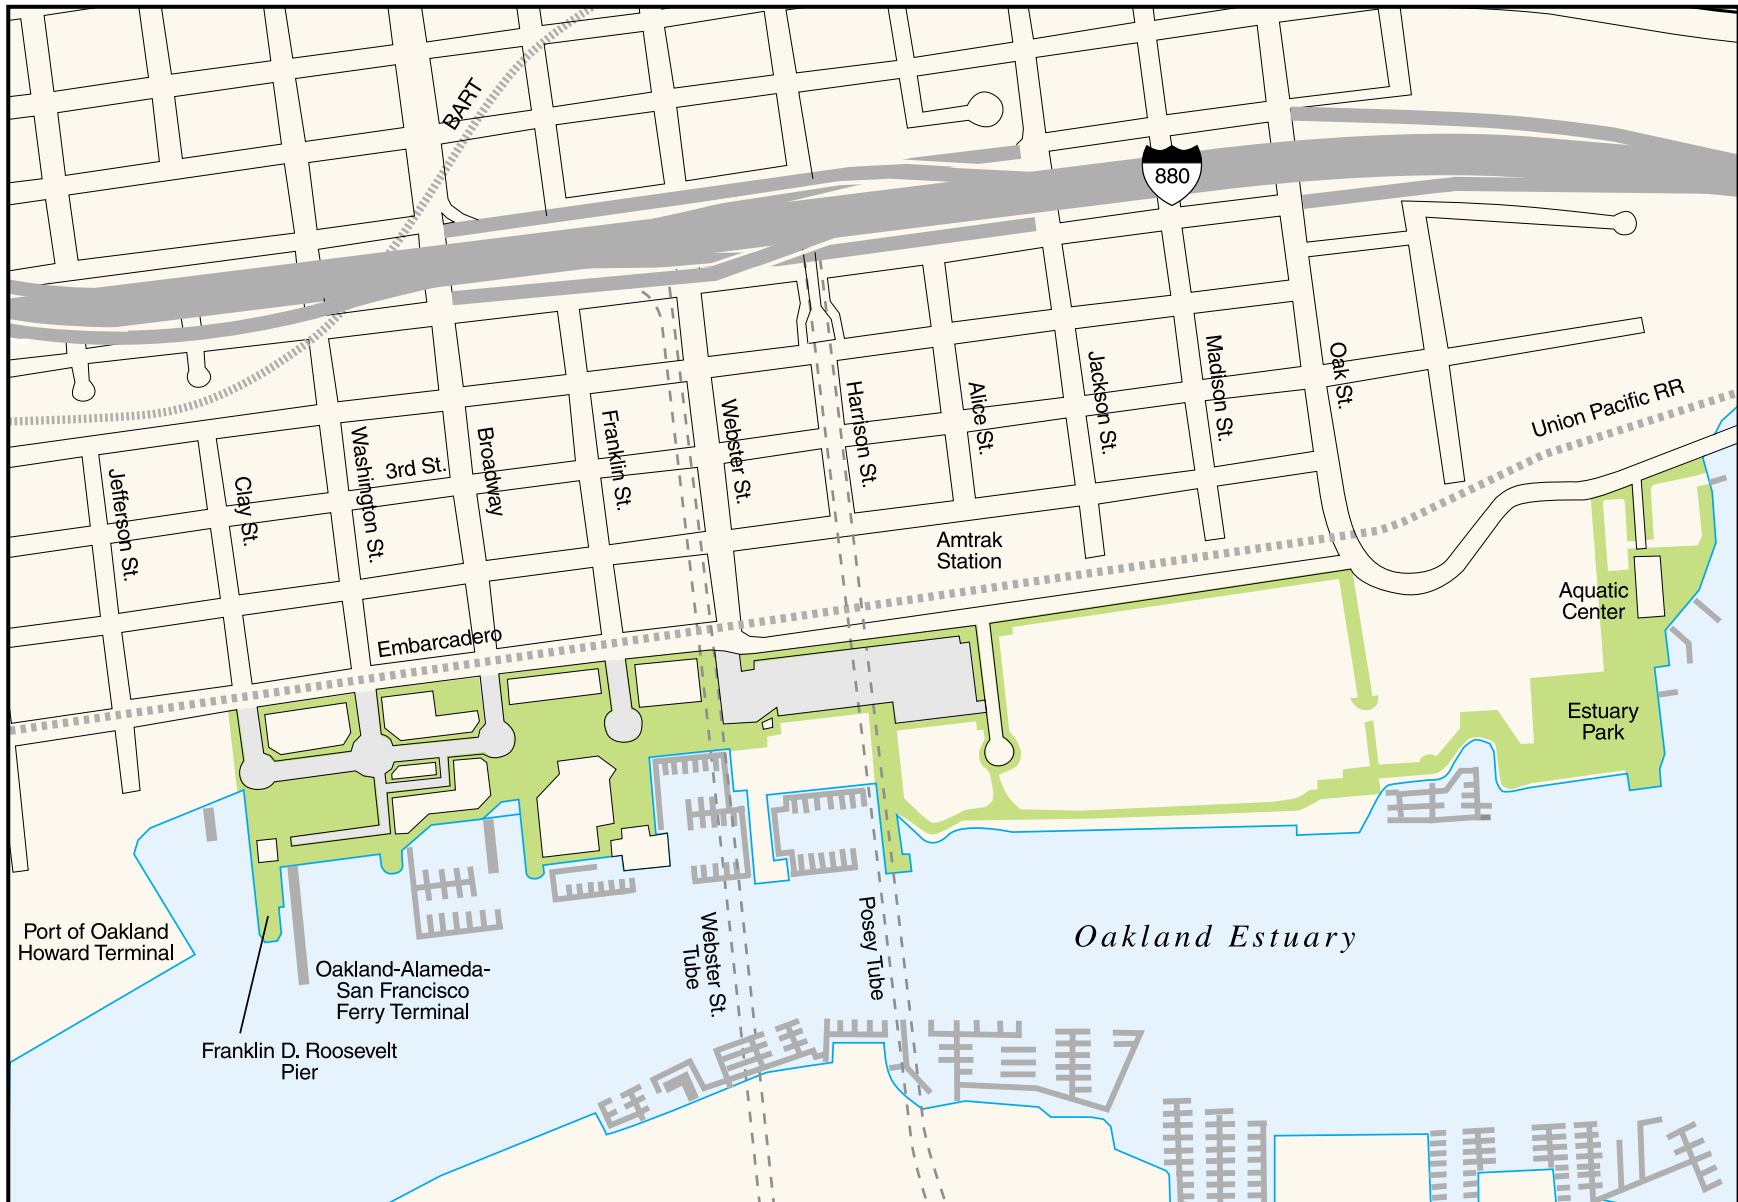 BART
880
Jefferson St.
Clay St.
Washington St.
3rd St.
Broadway
Franklin St.
Webster St.
Harrison St.
Alice St.
Jackson St.
Madison St.
Oak St.
Union Pacific RR
Amtrak
Station
Embarcadero
Aquatic
Center
Estuary
Park
Port of Oakland
Howard Terminal
Oakland-Alameda-
San Francisco
Ferry Terminal
Franklin D. Roosevelt
Pier
Webster St.
Tube
Posey Tube
Oakland Estuary